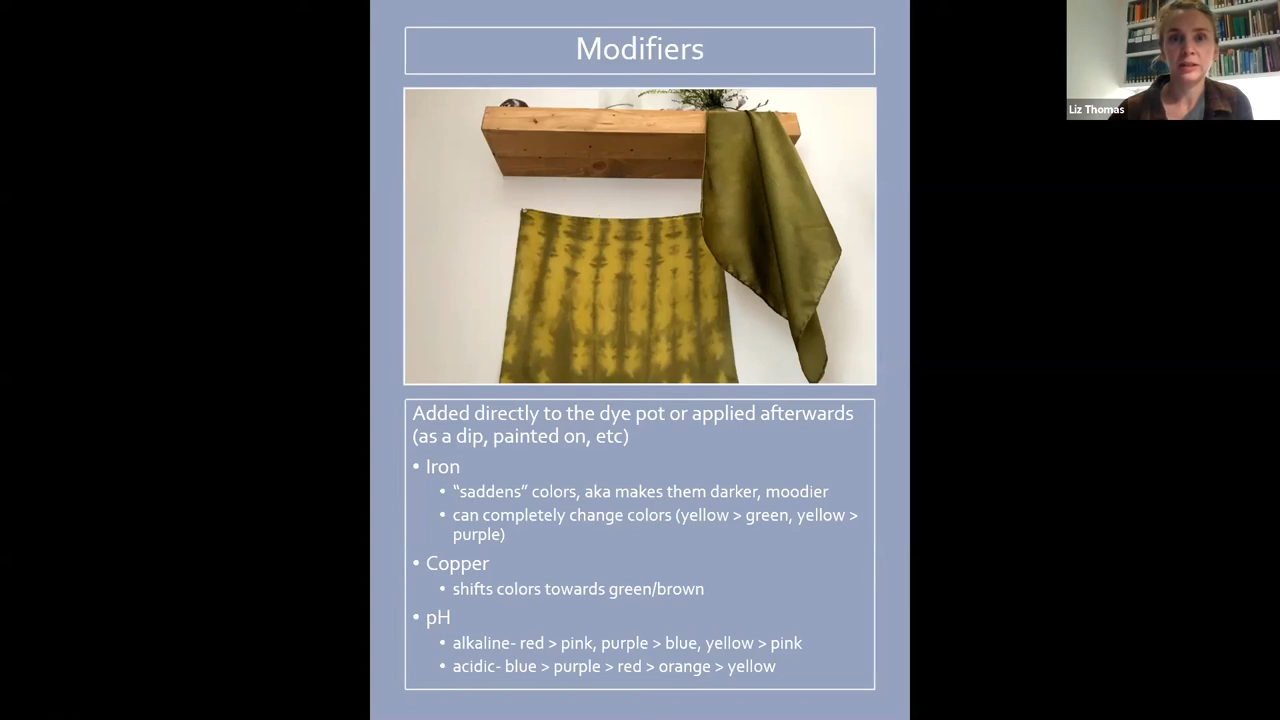 Modifiers
Liz Thomas
Added directly to the dye pot or applied afterwards
(as a dip, painted on, etc)
• Iron
• “saddens” colors, aka makes them darker, moodier
• can completely change colors (yellow > green, yellow >
purple)
• Copper
• shifts colors towards green/brown
• pH
• alkaline- red > pink, purple > blue, yellow > pink
• acidic- blue > purple > red > orange > yellow